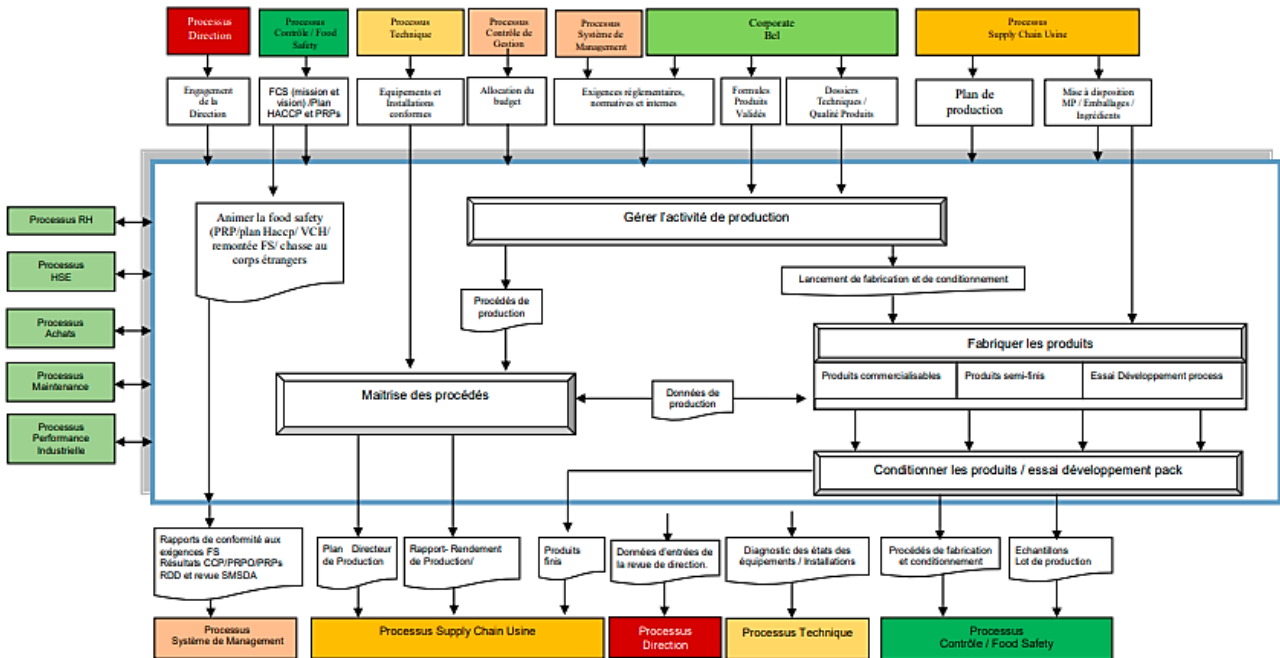 Processus
Direction
Processus
Contrôle / Food
Safety
Processus
Technique
Processus
Contrôle de
Gestion
Processus
Système de
Management
Corporate
Bel
Processus
Supply Chain Usine
Engagement
de la
Direction
FCS (mission et
vision) /Plan
HACCP et PRPs
Equipements et
Installations
conformes
Allocation du
budget
Exigences réglementaires,
normatives et internes
Formules
Produits
Validés
Dossiers
Techniques /
Qualité Produits
Plan de
production
Mise à disposition
MP / Emballages /
Ingrédients
Processus RH
Processus
HSE
Processus
Achats
Processus
Maintenance
Processus
Performance
Industrielle
Animer la food safety
(PRP/plan Haccp/ VCH/
remontée FS/ chasse au
corps étrangers
Gérer l'activité de production
Procédés de
production
Lancement de fabrication et de conditionnement
Fabriquer les produits
Produits commercialisables
Produits semi-finis
Essai Développement process
Maitrise des procédés
Données de
production
Conditionner les produits / essai développement pack
Rapports de conformité aux
exigences FS
Résultats CCP/PRPO/PRPs
RDD et revue SMSDA
Plan Directeur
de Production
Rapport- Rendement
de Production/
Produits
finis
Données d'entrées de
la revue de direction.
Diagnostic des états des
équipements / Installations
Procédés de fabrication
et conditionnement
Echantillons
Lot de production
Processus
Système de Management
Processus Supply Chain Usine
Processus
Direction
Processus Technique
Processus
Contrôle / Food Safety